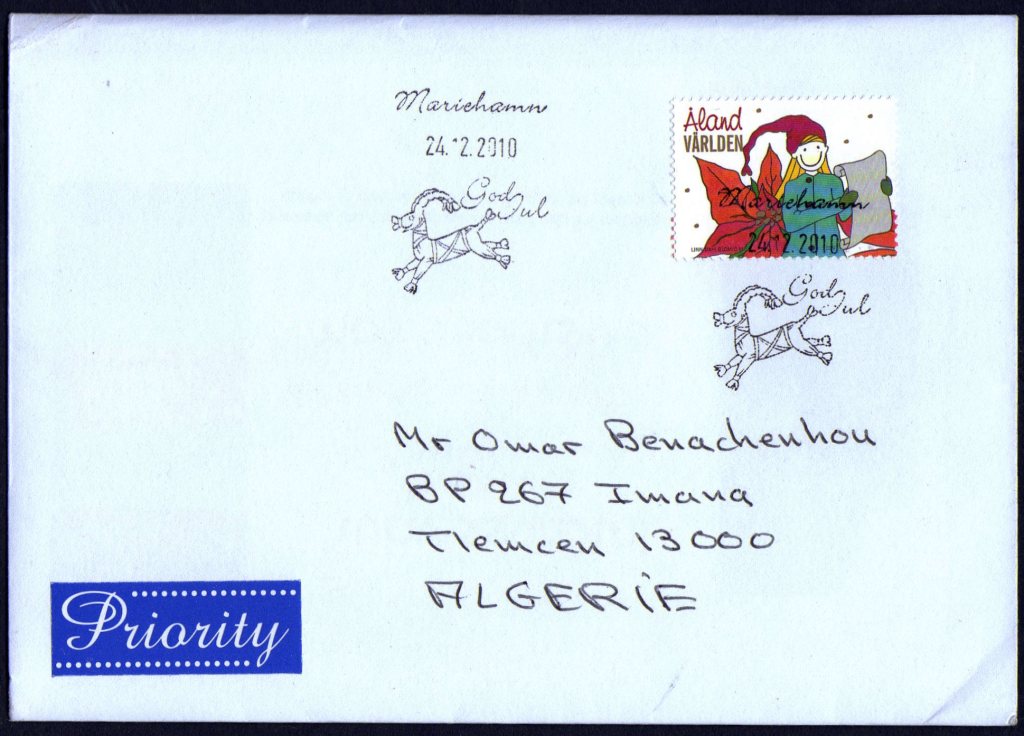 Mariehamn
24.12.2010
God Jul
Åland
VÄRLDEN
Mariehamn
24.12.2010
God Jul
Mr Omar Benachenhou
BP 267 Imama
Tlemcen 13000
ALGERIE
Priority